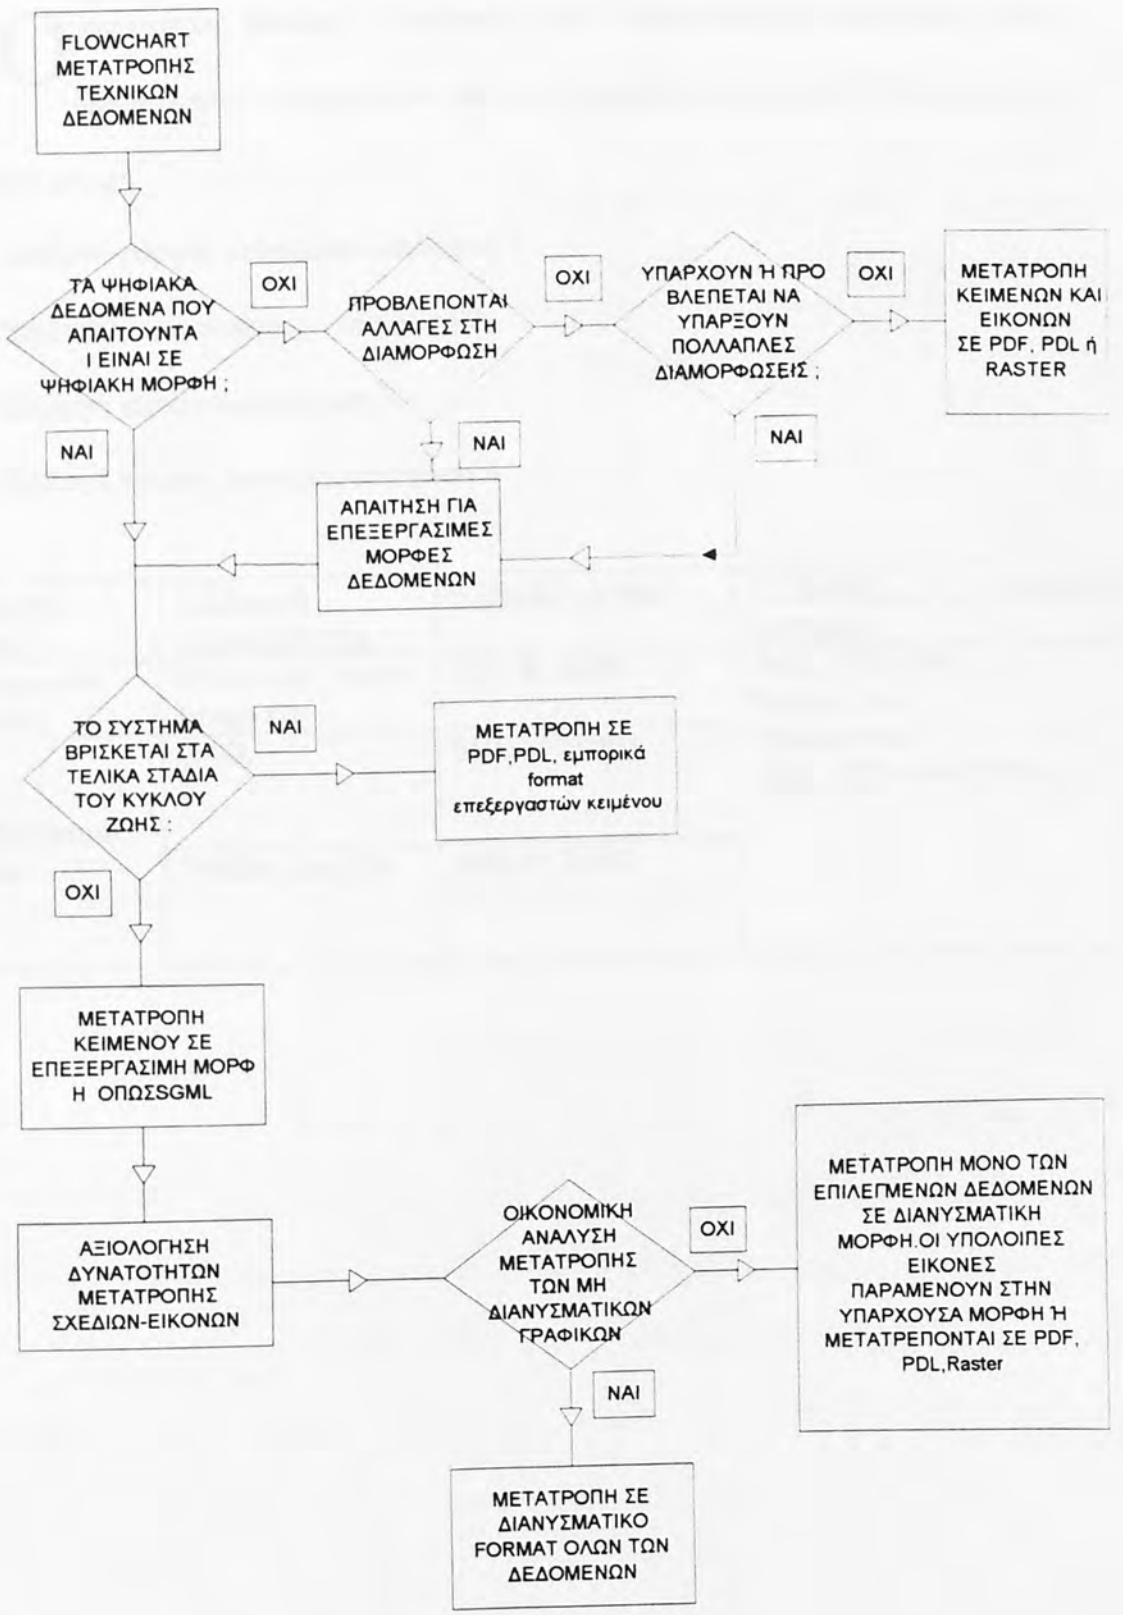 FLOWCHART
ΜΕΤΑΤΡΟΠΗΣ
ΤΕΧΝΙΚΩΝ
ΔΕΔΟΜΕΝΩΝ
ΤΑ ΨΗΦΙΑΚΑ
ΔΕΔΟΜΕΝΑ ΠΟΥ
ΑΠΑΙΤΟΥΝΤΑ
Ι ΕΙΝΑΙ ΣΕ
ΨΗΦΙΑΚΗ ΜΟΡΦΗ ;
ΟΧΙ
ΠΡΟΒΛΕΠΟΝΤΑΙ
ΑΛΛΑΓΕΣ ΣΤΗ
ΔΙΑΜΟΡΦΩΣΗ
ΟΧΙ
ΥΠΑΡΧΟΥΝ Ή ΠΡΟ
ΒΛΕΠΕΤΑΙ ΝΑ
ΥΠΑΡΞΟΥΝ
ΠΟΛΛΑΠΛΕΣ
ΔΙΑΜΟΡΦΩΣΕΙΣ ;
ΟΧΙ
ΜΕΤΑΤΡΟΠΗ
ΚΕΙΜΕΝΩΝ ΚΑΙ
ΕΙΚΟΝΩΝ
ΣΕ PDF, PDL ή
RASTER
ΝΑΙ
ΝΑΙ
ΝΑΙ
ΑΠΑΙΤΗΣΗ ΓΙΑ
ΕΠΕΞΕΡΓΑΣΙΜΕΣ
ΜΟΡΦΕΣ
ΔΕΔΟΜΕΝΩΝ
ΤΟ ΣΥΣΤΗΜΑ
ΒΡΙΣΚΕΤΑΙ ΣΤΑ
ΤΕΛΙΚΑ ΣΤΑΔΙΑ
ΤΟΥ ΚΥΚΛΟΥ
ΖΩΗΣ ;
ΝΑΙ
ΜΕΤΑΤΡΟΠΗ ΣΕ
PDF,PDL, εμπορικά
format
επεξεργαστών κειμένου
ΟΧΙ
ΜΕΤΑΤΡΟΠΗ
ΚΕΙΜΕΝΟΥ ΣΕ
ΕΠΕΞΕΡΓΑΣΙΜΗ ΜΟΡΦ
Η ΟΠΩΣSGML
ΑΞΙΟΛΟΓΗΣΗ
ΔΥΝΑΤΟΤΗΤΩΝ
ΜΕΤΑΤΡΟΠΗΣ
ΣΧΕΔΙΩΝ-ΕΙΚΟΝΩΝ
ΟΙΚΟΝΟΜΙΚΗ
ΑΝΑΛΥΣΗ
ΜΕΤΑΤΡΟΠΗΣ
ΤΩΝ ΜΗ
ΔΙΑΝΥΣΜΑΤΙΚΩΝ
ΓΡΑΦΙΚΩΝ
ΟΧΙ
ΜΕΤΑΤΡΟΠΗ ΜΟΝΟ ΤΩΝ
ΕΠΙΛΕΓΜΕΝΩΝ ΔΕΔΟΜΕΝΩΝ
ΣΕ ΔΙΑΝΥΣΜΑΤΙΚΗ
ΜΟΡΦΗ.ΟΙ ΥΠΟΛΟΙΠΕΣ
ΕΙΚΟΝΕΣ
ΠΑΡΑΜΕΝΟΥΝ ΣΤΗΝ
ΥΠΑΡΧΟΥΣΑ ΜΟΡΦΗ Ή
ΜΕΤΑΤΡΕΠΟΝΤΑΙ ΣΕ PDF,
PDL,Raster
ΝΑΙ
ΜΕΤΑΤΡΟΠΗ ΣΕ
ΔΙΑΝΥΣΜΑΤΙΚΟ
FORMAT ΟΛΩΝ ΤΩΝ
ΔΕΔΟΜΕΝΩΝ